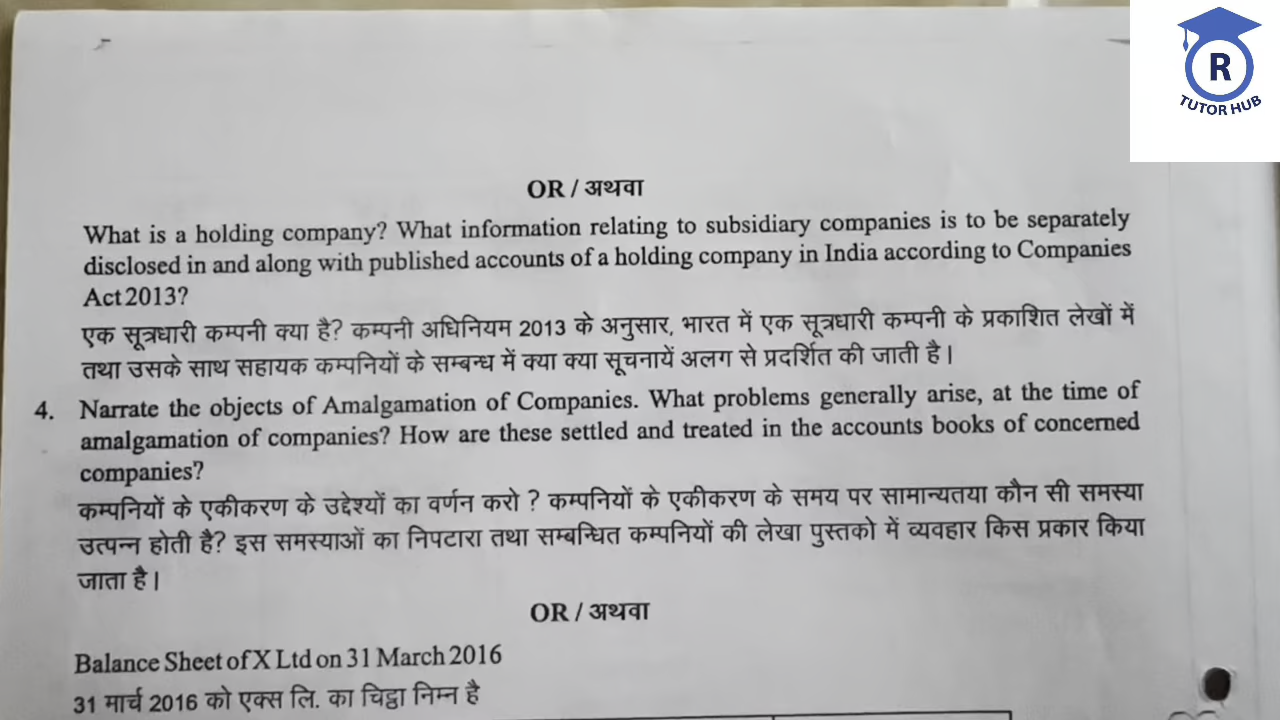 R
TUTOR HUB
OR / अथवा
What is a holding company? What information relating to subsidiary companies is to be separately
disclosed in and along with published accounts of a holding company in India according to Companies
Act 2013?
एक सूत्रधारी कम्पनी क्या है? कम्पनी अधिनियम 2013 के अनुसार, भारत में एक सूत्रधारी कम्पनी के प्रकाशित लेखों में
तथा उसके साथ सहायक कम्पनियों के सम्बन्ध में क्या क्या सूचनायें अलग से प्रदर्शित की जाती है।
4. Narrate the objects of Amalgamation of Companies. What problems generally arise, at the time of
amalgamation of companies? How are these settled and treated in the accounts books of concerned
companies?
कम्पनियों के एकीकरण के उद्देश्यों का वर्णन करो ? कम्पनियों के एकीकरण के समय पर सामान्यतया कौन सी समस्या
उत्पन्न होती है? इस समस्याओं का निपटारा तथा सम्बन्धित कम्पनियों की लेखा पुस्तको में व्यवहार किस प्रकार किया
जाता है।
OR / अथवा
Balance Sheet of X Ltd on 31 March 2016
31 मार्च 2016 को एक्स लि. का चिट्ठा निम्न है